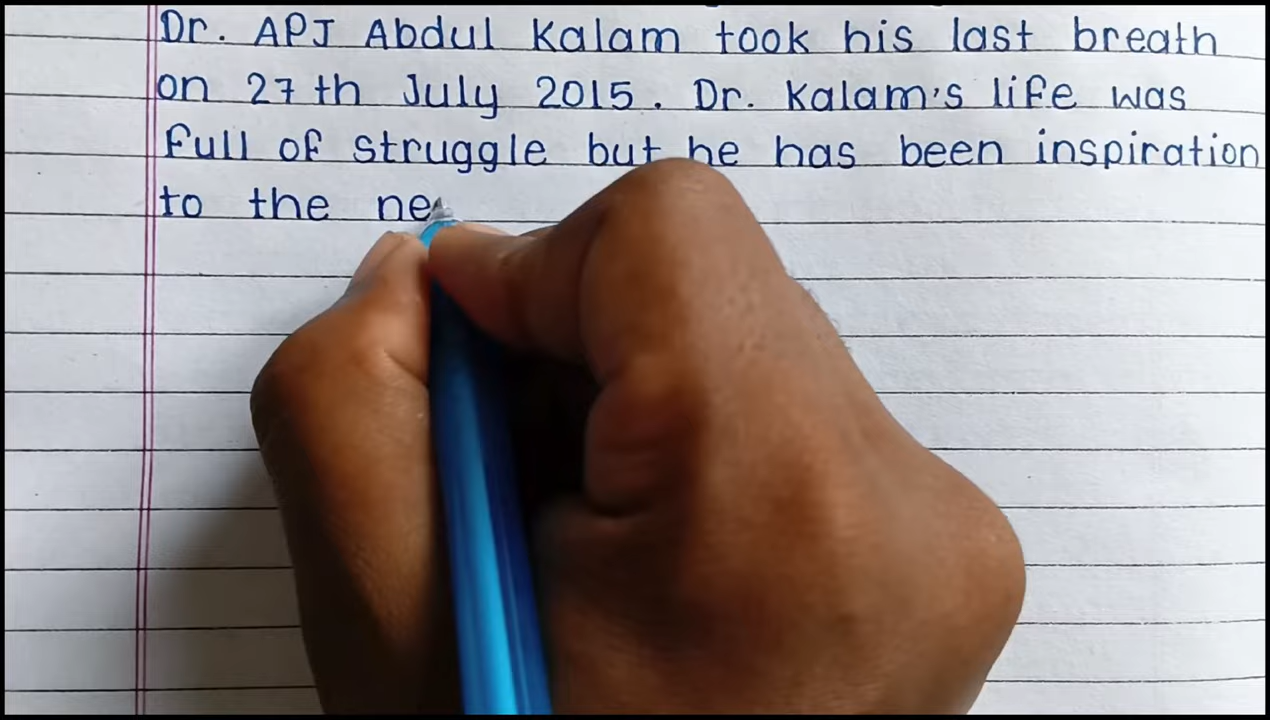 Dr. APJ Abdul Kalam took his last breath
on 27th July 2015. Dr. Kalam's life was
full of struggle but he has been inspiration
to the ne